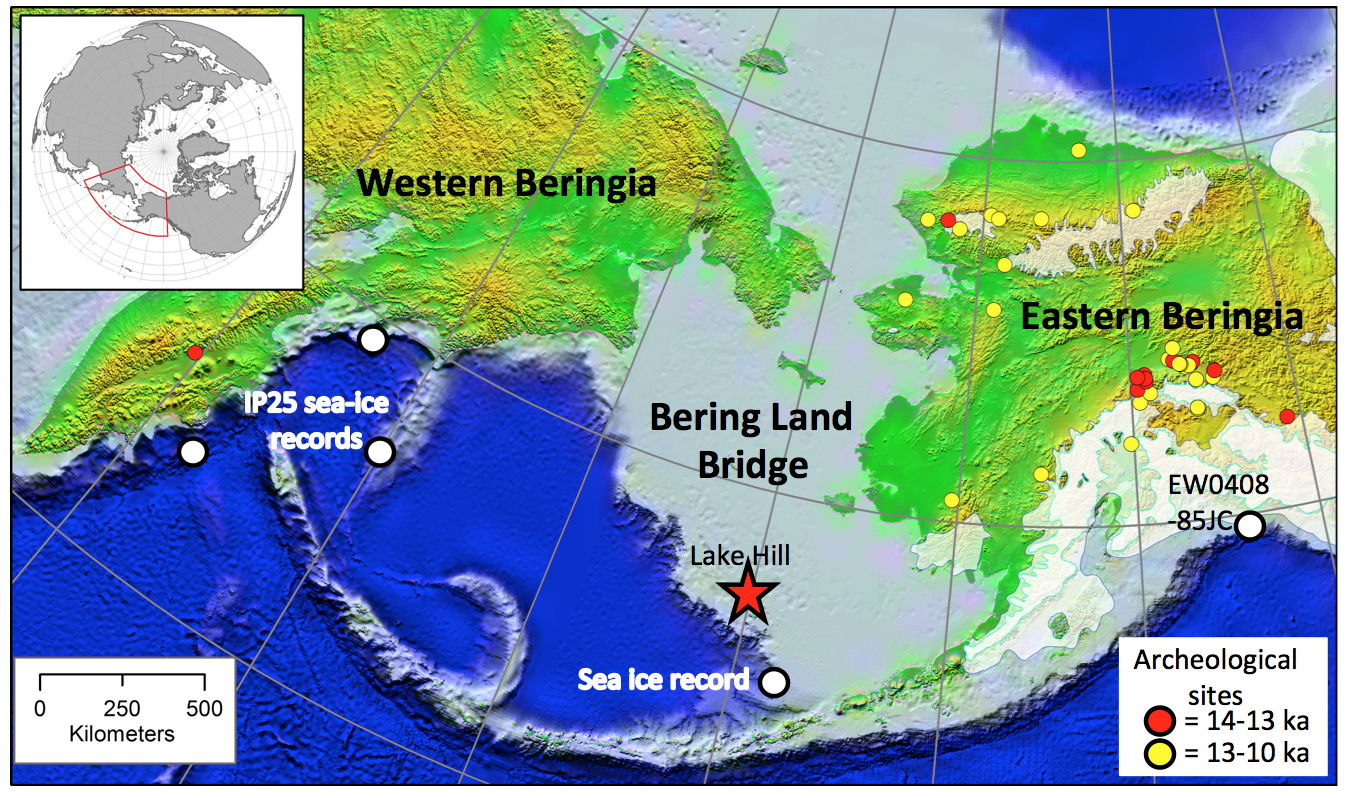 Western Beringia
Eastern Beringia
IP25 sea-ice
records
Bering Land
Bridge
EW0408
-85JC
Lake Hill
Sea ice record
0 250 500
Kilometers
Archeological
sites
= 14-13 ka
= 13-10 ka